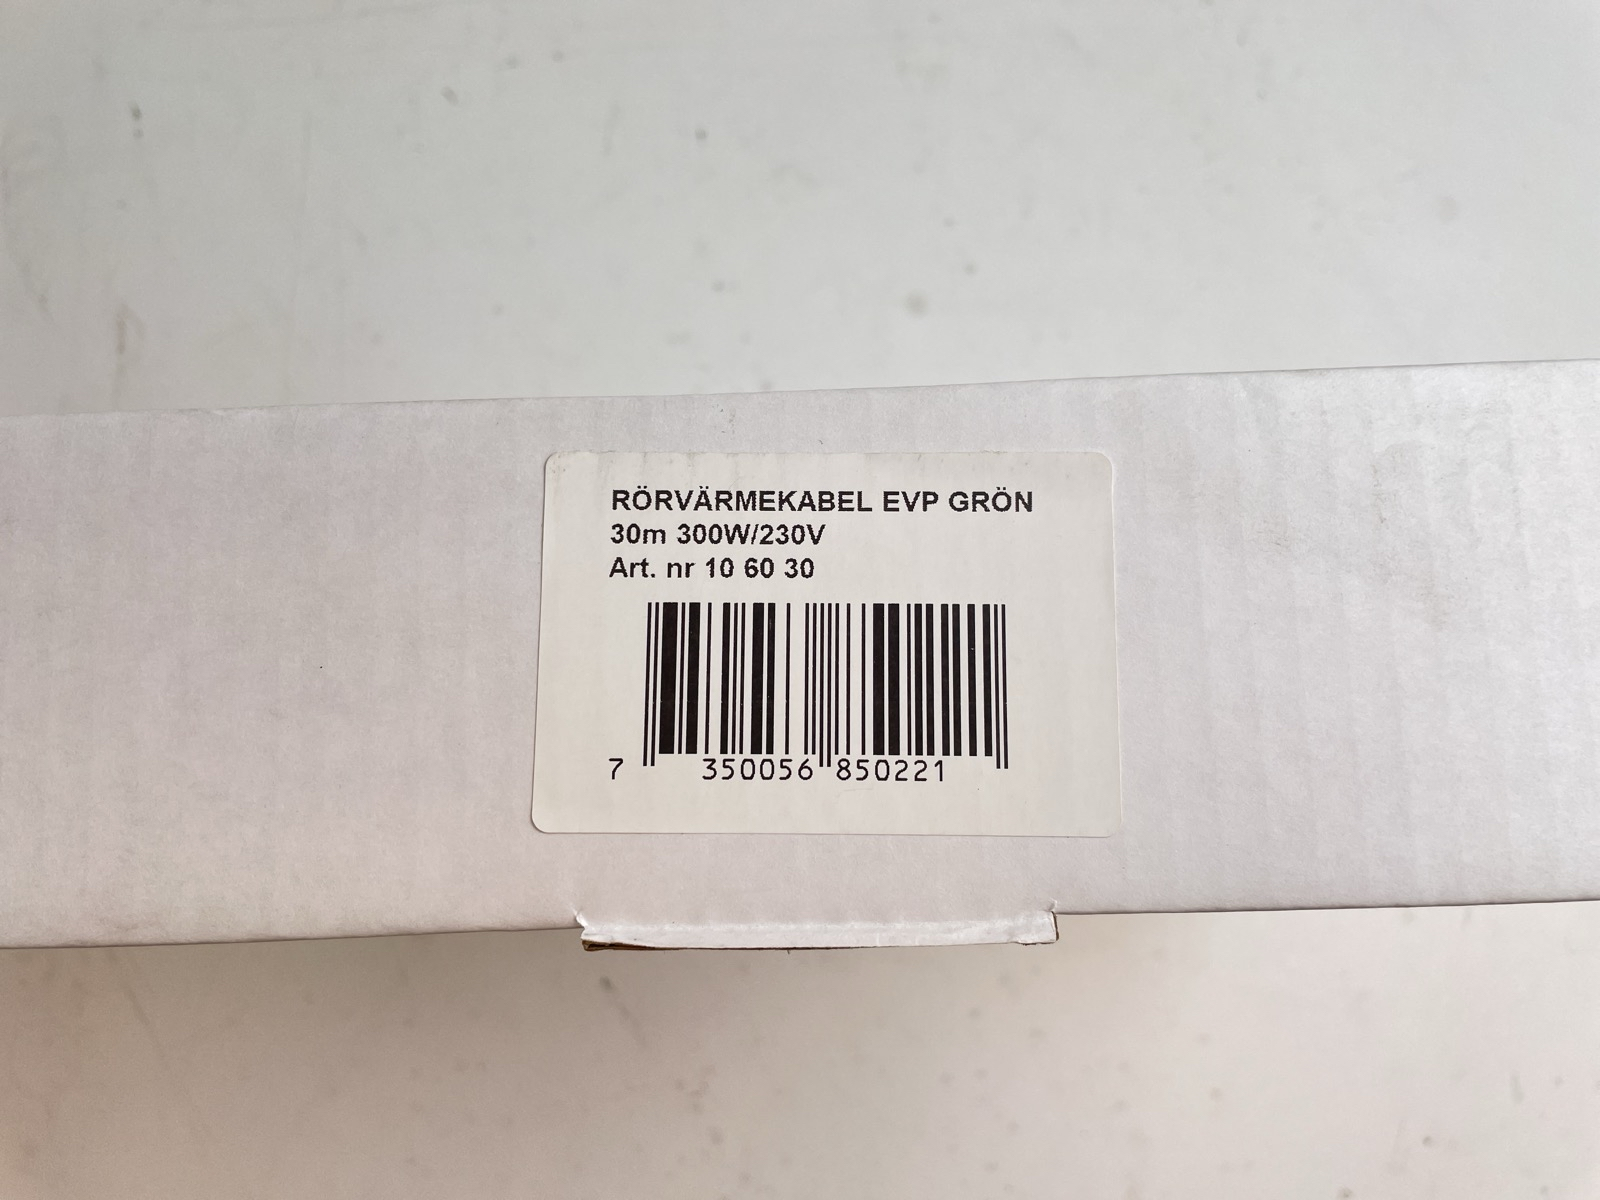 RÖRVÄRMEKABEL EVP GRÖN
30m 300W/230V
Art. nr 10 60 30
7 350056 850221